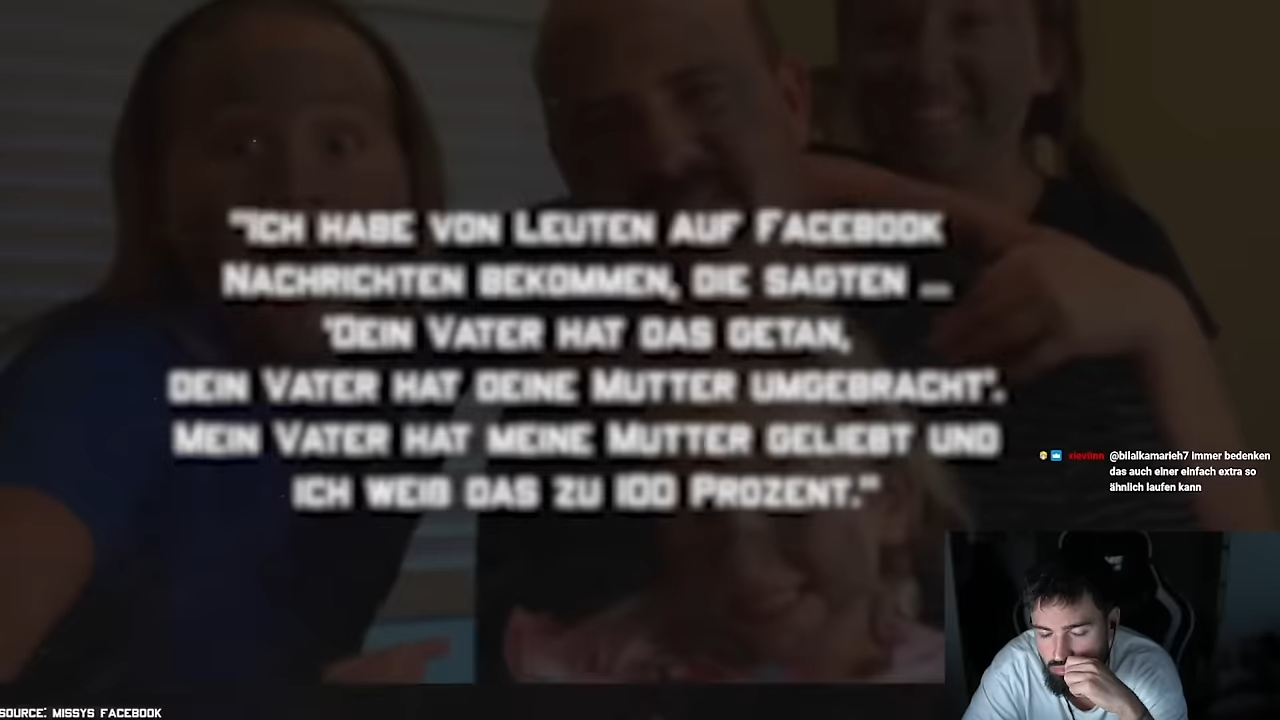 "Ich habe von Leuten auf Facebook
Nachrichten bekommen, die sagten ...
'Dein Vater hat das getan,
dein Vater hat deine Mutter umgebracht'.
Mein Vater hat meine Mutter geliebt und
ich weiß das zu 100 Prozent."
xieviinn @bilalkamarieh7 immer bedenken
das auch einer einfach extra so
ähnlich laufen kann
Source: Missys Facebook